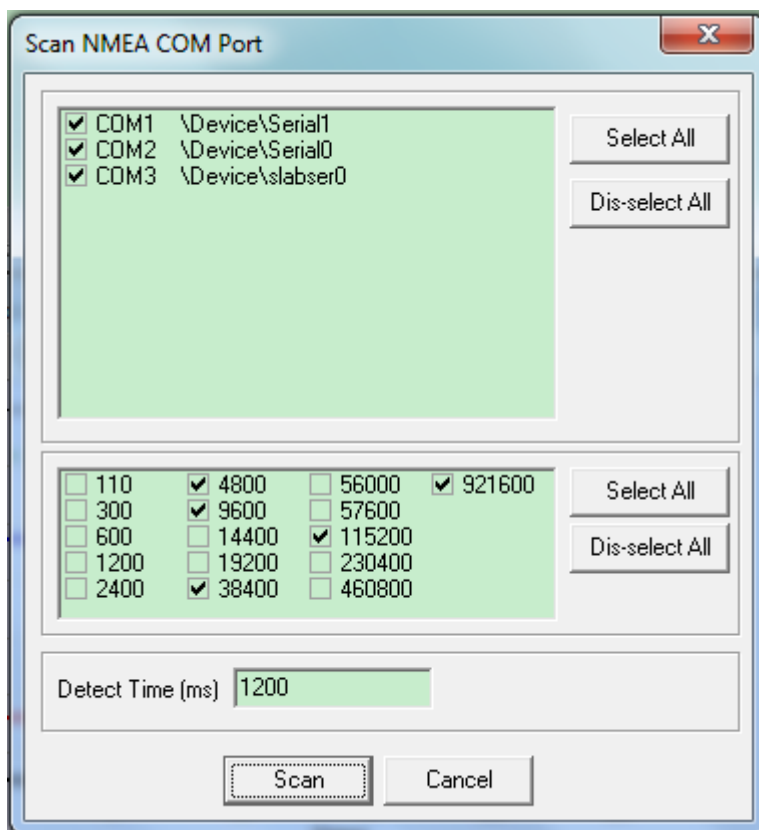 Scan NMEA COM Port
COM1 \Device\Serial1
COM2 \Device\Serial0
COM3 \Device\slabser0
Select All
Dis-select All
110 4800 56000 921600
300 9600 57600
600 14400 115200
1200 19200 230400
2400 38400 460800
Select All
Dis-select All
Detect Time (ms) 1200
Scan Cancel